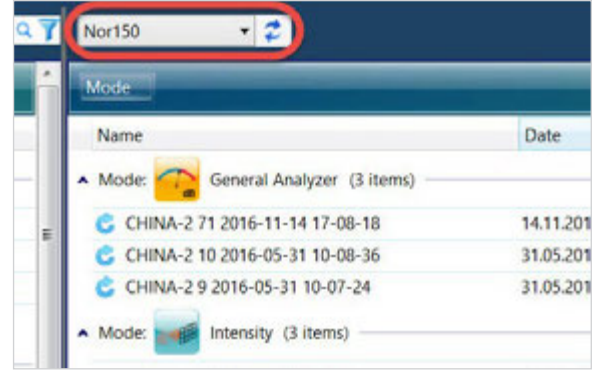 Nor150
Mode
Name Date
Mode: General Analyzer (3 items)
CHINA-2 71 2016-11-14 17-08-18 14.11.201
CHINA-2 10 2016-05-31 10-08-36 31.05.201
CHINA-2 9 2016-05-31 10-07-24 31.05.201
Mode: Intensity (3 items)